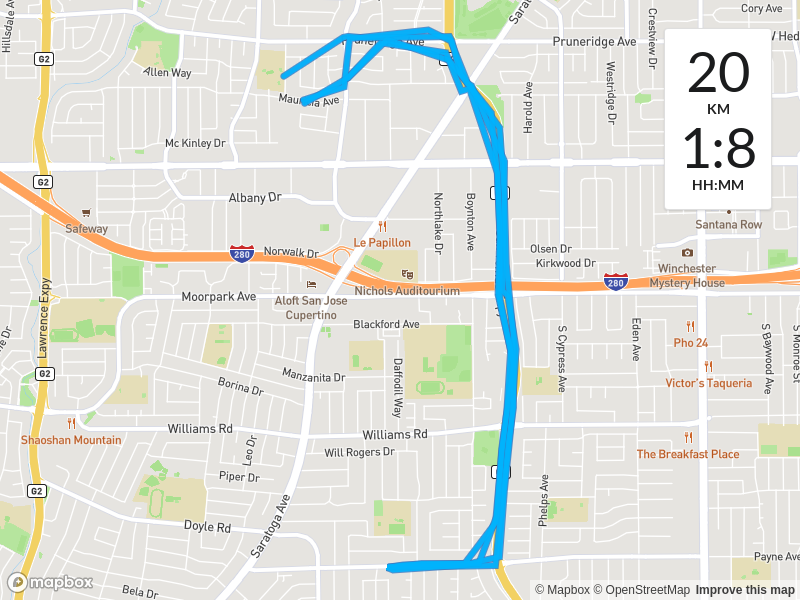 Hillsdale Ave
G2
Allen Way
Pruneridge Ave
G2
Saratoga
Cory Ave
Crestview Dr
Pruneridge Ave
W Hed
20
KM
1:8
HH:MM
Westridge Dr
Harold Ave
Mc Kinley Dr
G2
Albany Dr
Northlake Dr
Boynton Ave
Safeway
Le Papillon
Santana Row
Norwalk Dr
280
Olsen Dr
Kirkwood Dr
Winchester
Mystery House
Nichols Auditourium
280
Moorpark Ave
Aloft San Jose
Cupertino
Lawrence Expy
Blackford Ave
S Cypress Ave
Eden Ave
Pho 24
S Baywood Ave
S Monroe St
Manzanita Dr
Daffodil Way
G2
Borina Dr
Victor's Taqueria
Williams Rd
Williams Rd
Shaoshan Mountain
Leo Dr
Will Rogers Dr
The Breakfast Place
Piper Dr
G2
Phelps Ave
Doyle Rd
Saratoga Ave
Payne Ave
Bela Dr
mapbox
© Mapbox © OpenStreetMap Improve this map